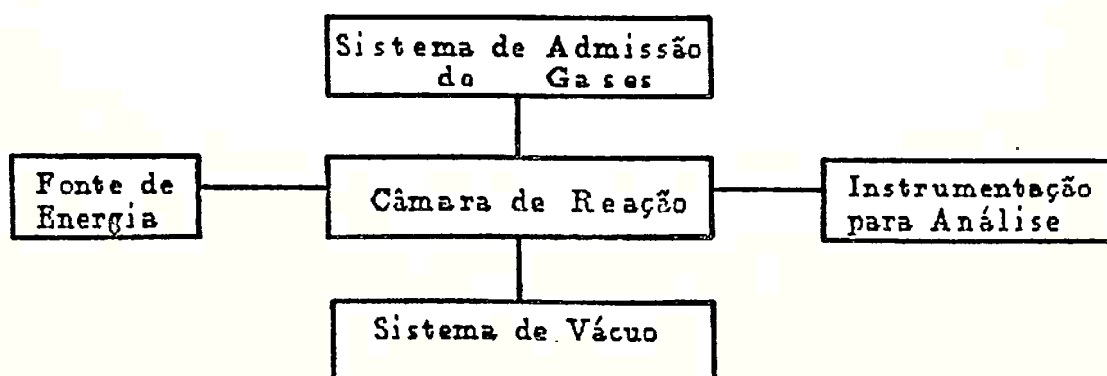 Sistema de Admissão
do Gases
Fonte de
Energia
Câmara de Reação
Instrumentação
para Análise
Sistema de Vácuo